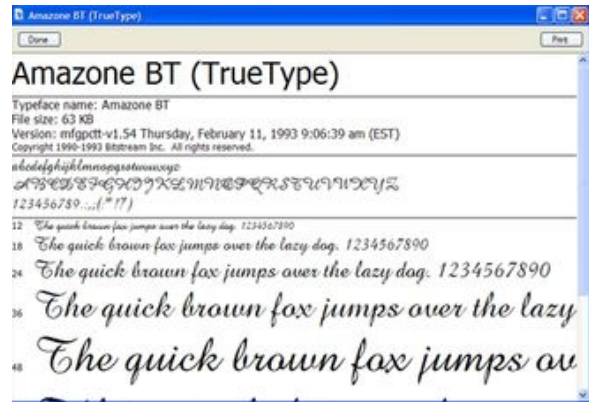 Amazone BT (TrueType)
Done
Print
Amazone BT (TrueType)
Typeface name: Amazone BT
File size: 63 KB
Version: mfgpctt-v1.54 Thursday, February 11, 1993 9:06:39 am (EST)
Copyright 1990-1993 Bitstream Inc. All rights reserved.
abcdefghijklmnopqrstuvwxyz
ABCDEFGHIJKLMNOPQRSTUVWXYZ
123456789.:,;(:*!?)
12 The quick brown fox jumps over the lazy dog. 1234567890
18 The quick brown fox jumps over the lazy dog. 1234567890
24 The quick brown fox jumps over the lazy dog. 1234567890
36 The quick brown fox jumps over the lazy
48 The quick brown fox jumps ov